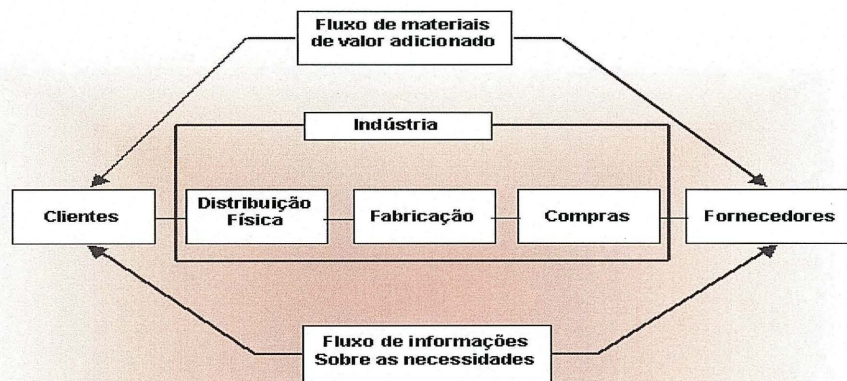 Fluxo de materiais
de valor adicionado
Indústria
Clientes
Distribuição
Física
Fabricação
Compras
Fornecedores
Fluxo de informações
Sobre as necessidades